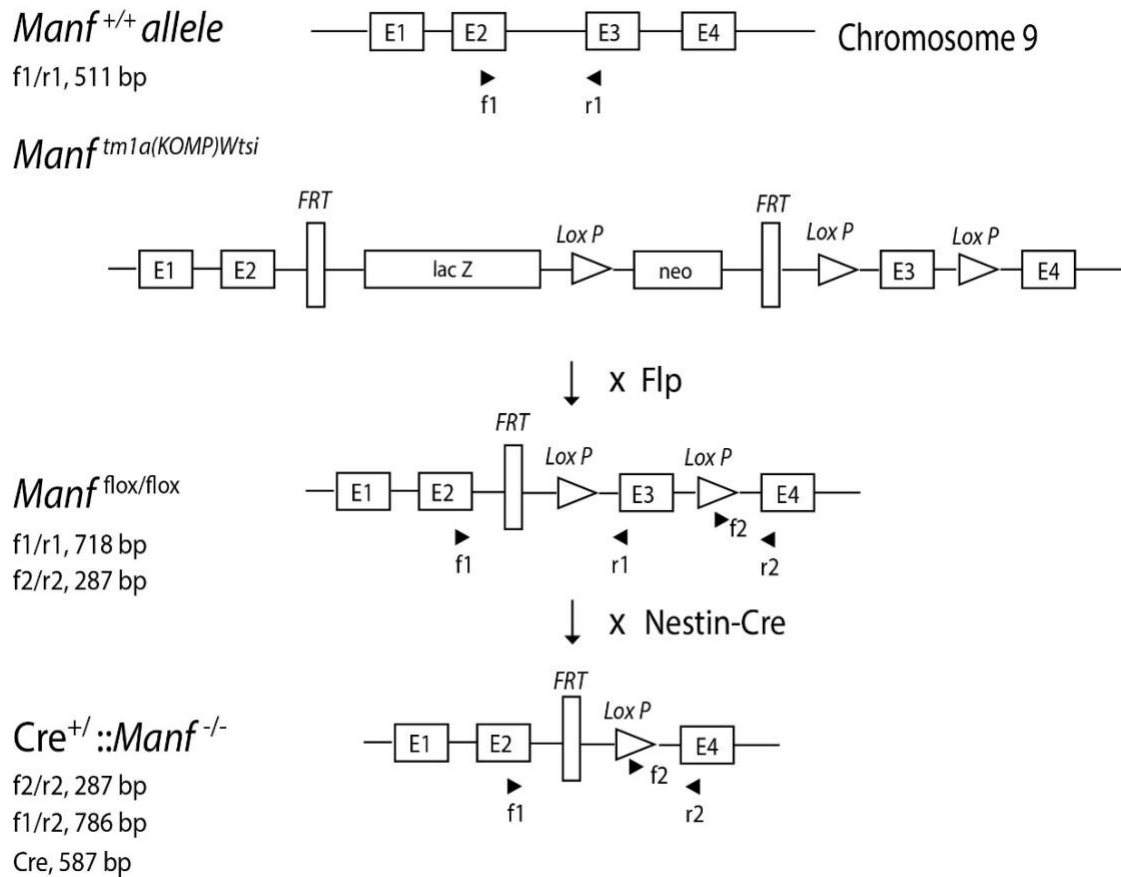 Manf +/+ allele
E1 E2 E3 E4
Chromosome 9
f1/r1, 511 bp
f1 r1
Manf tm1a(KOMP)Wtsi
FRT Lox P FRT Lox P Lox P
E1 E2 lac Z neo E3 E4
x Flp
FRT Lox P Lox P
Manf flox/flox
E1 E2 E3 E4
f1/r1, 718 bp
f2/r2, 287 bp
f1 r1 f2 r2
x Nestin-Cre
FRT Lox P
Cre+/ ::Manf -/-
E1 E2 E4
f2/r2, 287 bp
f1/r2, 786 bp
Cre, 587 bp
f1 f2 r2